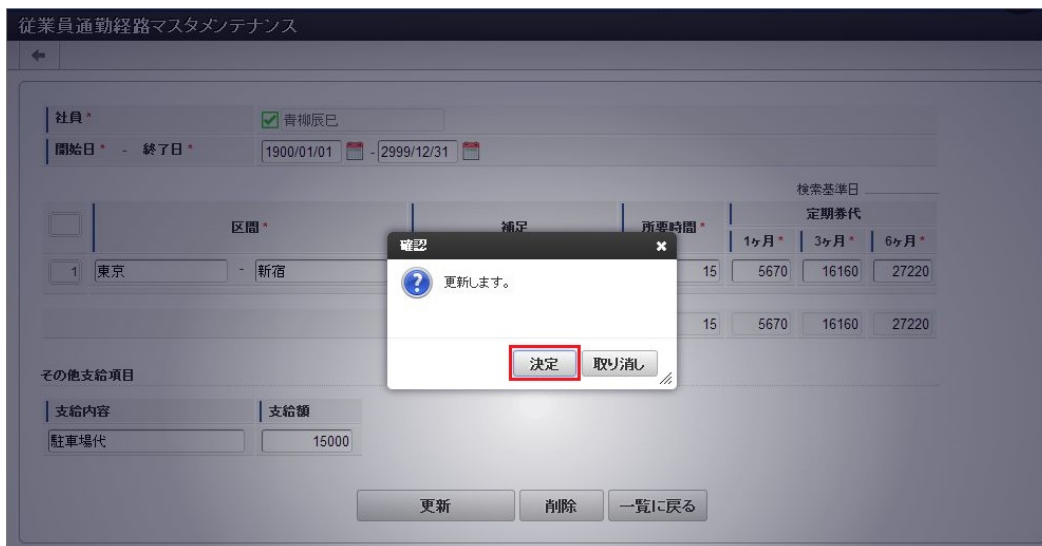 従業員通勤経路マスタメンテナンス
社員* 青柳辰巳
開始日* - 終了日* 1900/01/01 - 2999/12/31
検索基準日
区間* 補足 所要時間* 定期券代
1ヶ月* 3ヶ月* 6ヶ月*
1 東京 - 新宿 15 5670 16160 27220
15 5670 16160 27220
確認
更新します。
決定 取り消し
その他支給項目
支給内容 支給額
駐車場代 15000
更新 削除 一覧に戻る